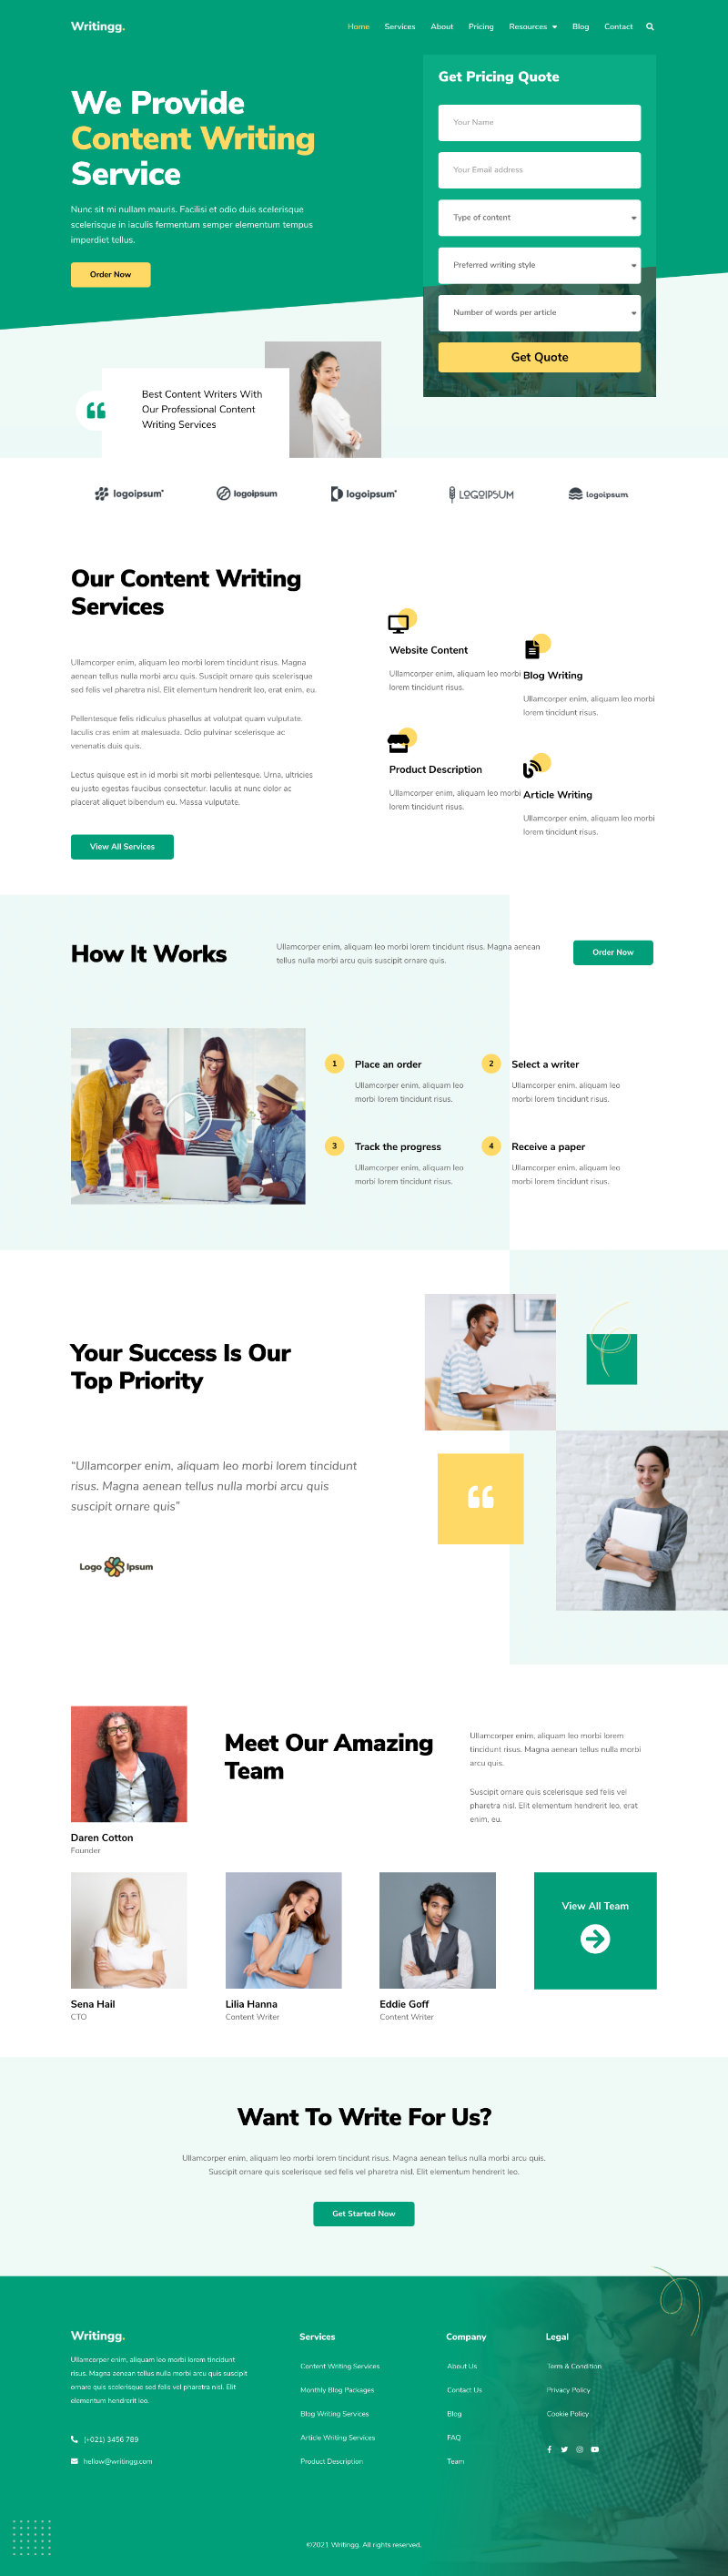 Writingg.
Home Services About Pricing Resources Blog Contact
We Provide
Content Writing
Service
Nunc sit mi nullam mauris. Facilisi et odio duis scelerisque
scelerisque in iaculis fermentum semper elementum tempus
imperdiet tellus.
Order Now
Get Pricing Quote
Your Name
Your Email address
Type of content
Preferred writing style
Number of words per article
Get Quote
Best Content Writers With
Our Professional Content
Writing Services
logoipsum logoipsum logoipsum LOGOIPSUM logoipsum
Our Content Writing
Services
Ullamcorper enim, aliquam leo morbi lorem tincidunt risus. Magna
aenean tellus nulla morbi arcu quis. Suscipit ornare quis scelerisque
sed felis vel pharetra nisl. Elit elementum hendrerit leo, erat enim, eu.
Pellentesque felis ridiculus phasellus at volutpat quam vulputate.
Iaculis cras enim at malesuada. Odio pulvinar scelerisque ac
venenatis duis quis.
Lectus quisque est in id morbi sit morbi pellentesque. Urna, ultricies
eu justo egestas faucibus consectetur. Iaculis at nunc dolor ac
placerat aliquet bibendum eu. Massa vulputate.
View All Services
Website Content
Ullamcorper enim, aliquam leo morbi
lorem tincidunt risus.
Blog Writing
Ullamcorper enim, aliquam leo morbi
lorem tincidunt risus.
Product Description
Ullamcorper enim, aliquam leo morbi
lorem tincidunt risus.
Article Writing
Ullamcorper enim, aliquam leo morbi
lorem tincidunt risus.
How It Works
Ullamcorper enim, aliquam leo morbi lorem tincidunt risus. Magna aenean
tellus nulla morbi arcu quis suscipit ornare quis.
Order Now
1 Place an order
Ullamcorper enim, aliquam leo
morbi lorem tincidunt risus.
2 Select a writer
Ullamcorper enim, aliquam leo
morbi lorem tincidunt risus.
3 Track the progress
Ullamcorper enim, aliquam leo
morbi lorem tincidunt risus.
4 Receive a paper
Ullamcorper enim, aliquam leo
morbi lorem tincidunt risus.
Your Success Is Our
Top Priority
"Ullamcorper enim, aliquam leo morbi lorem tincidunt
risus. Magna aenean tellus nulla morbi arcu quis
suscipit ornare quis"
Logo Ipsum
Meet Our Amazing
Team
Ullamcorper enim, aliquam leo morbi lorem
tincidunt risus. Magna aenean tellus nulla morbi
arcu quis.
Suscipit ornare quis scelerisque sed felis vel
pharetra nisl. Elit elementum hendrerit leo, erat
enim, eu.
Daren Cotton
Founder
Sena Hail
CTO
Lilia Hanna
Content Writer
Eddie Goff
Content Writer
View All Team
Want To Write For Us?
Ullamcorper enim, aliquam leo morbi lorem tincidunt risus. Magna aenean tellus nulla morbi arcu quis.
Suscipit ornare quis scelerisque sed felis vel pharetra nisl. Elit elementum hendrerit leo.
Get Started Now
Writingg.
Ullamcorper enim, aliquam leo morbi lorem tincidunt
risus. Magna aenean tellus nulla morbi arcu quis suscipit
ornare quis scelerisque sed felis vel pharetra nisl. Elit
elementum hendrerit leo.
(+021) 3456 789
hellow@writingg.com
Services
Content Writing Services
Monthly Blog Packages
Blog Writing Services
Article Writing Services
Product Description
Company
About Us
Contact Us
Blog
FAQ
Team
Legal
Term & Condition
Privacy Policy
Cookie Policy
©2021 Writingg. All rights reserved.